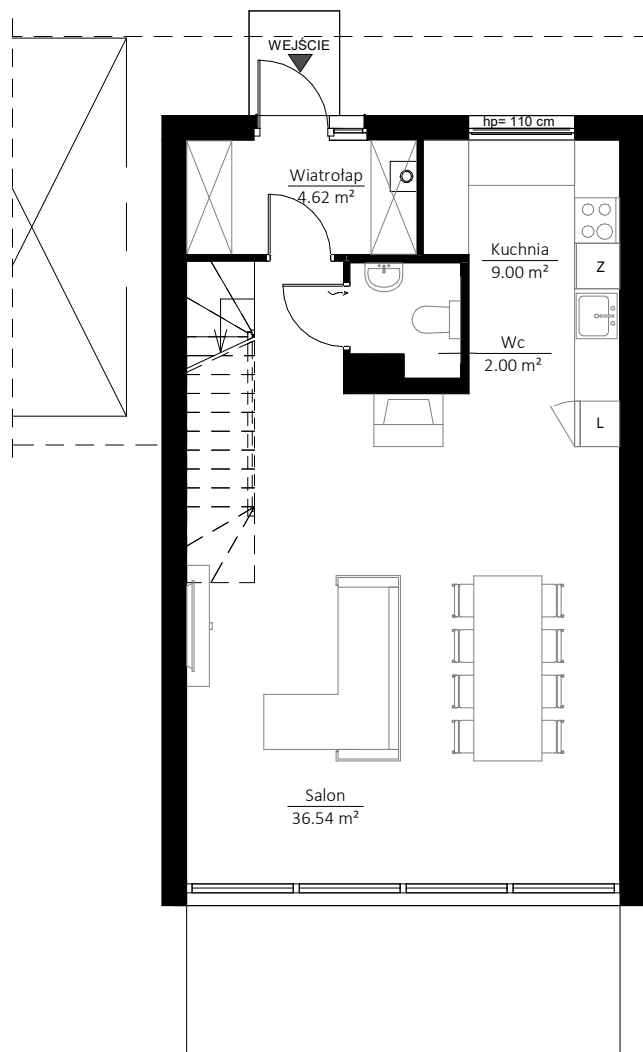 WEJŚCIE
hp= 110 cm
Wiatrołap
4.62 m²
Kuchnia
9.00 m²
Z
Wc
2.00 m²
L
Salon
36.54 m²